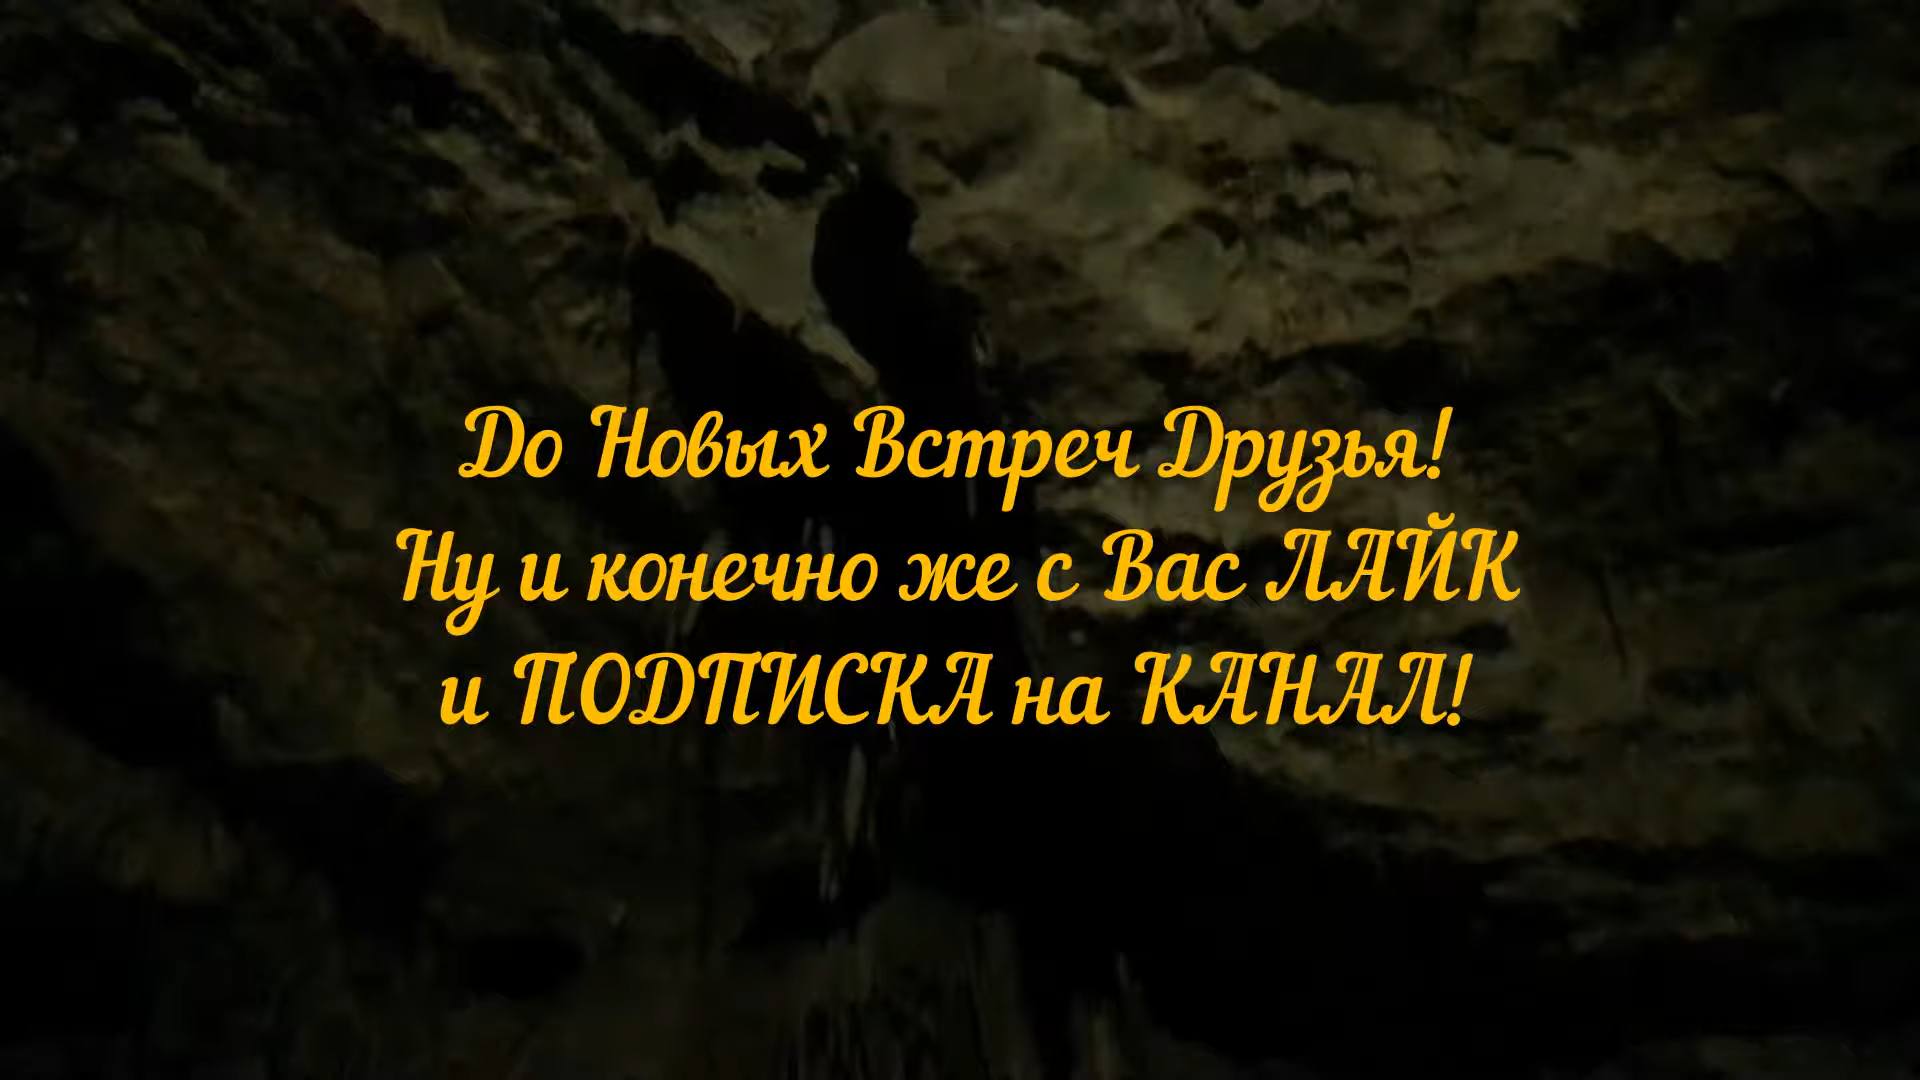 До Новых Встреч Друзья!
Ну и конечно же с Вас ЛАЙК
и ПОДПИСКА на КАНАЛ!